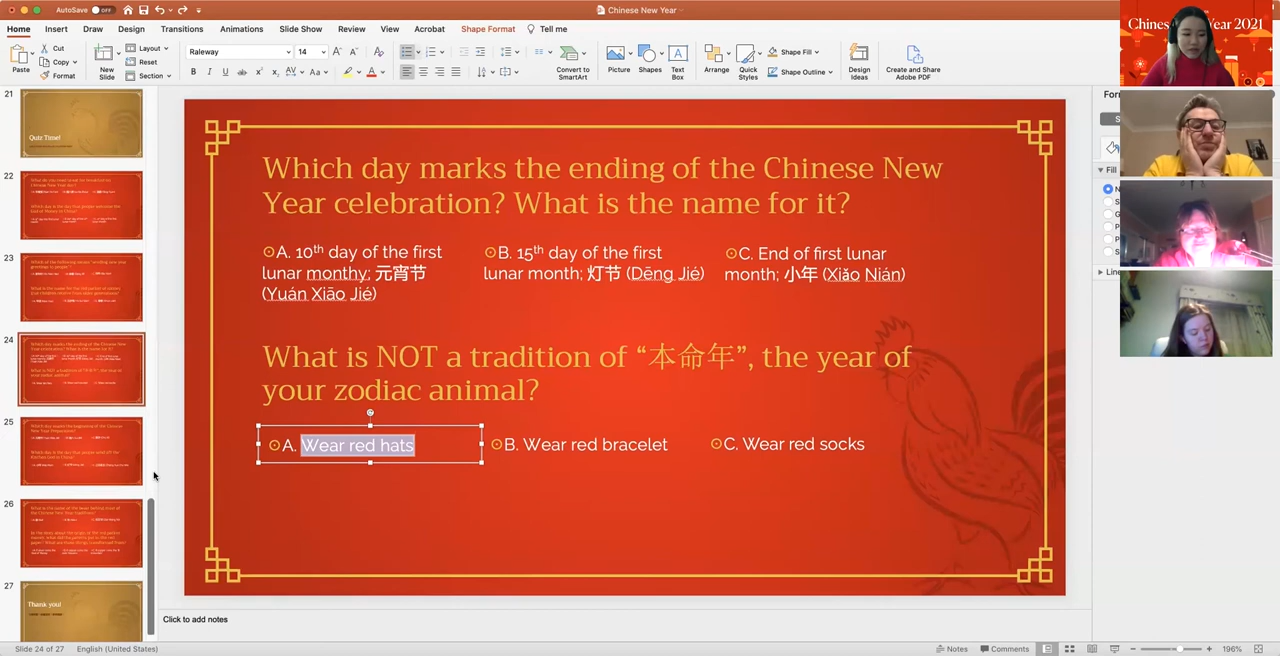 AutoSave OFF
Chinese New Year
Home Insert Draw Design Transitions Animations Slide Show Review View Acrobat Shape Format Tell me
Paste
Cut
Copy
Format
New Slide
Layout
Reset
Section
Raleway 14
Convert to SmartArt
Picture
Shapes
Text Box
Arrange
Quick Styles
Shape Fill
Shape Outline
Design Ideas
Create and Share Adobe PDF
21
Quiz Time!
22
23
24
25
26
27
Thank you!
Which day marks the ending of the Chinese New
Year celebration? What is the name for it?
A. 10th day of the first
lunar monthy; 元宵节
(Yuán Xiāo Jié)
B. 15th day of the first
lunar month; 灯节 (Dēng Jié)
C. End of first lunar
month; 小年 (Xiǎo Nián)
What is NOT a tradition of “本命年”, the year of
your zodiac animal?
A. Wear red hats
B. Wear red bracelet
C. Wear red socks
Click to add notes
Fill
Slide 24 of 27 English (United States)
Notes Comments 196%